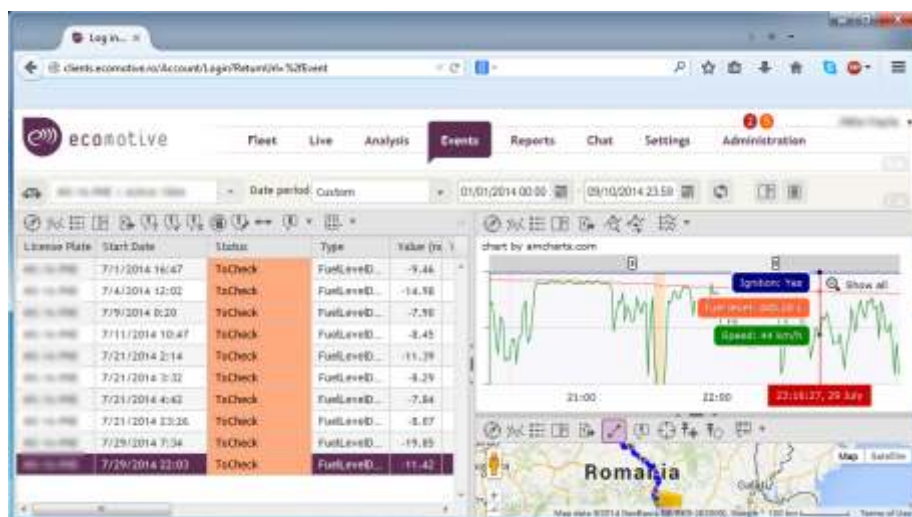 Log in...
clients.ecomotive.ro/Account/Login?ReturnUrl=%2fEvent
ecomotive
Fleet Live Analysis Events Reports Chat Settings Administration
Date period Custom 01/01/2014 00:00 09/10/2014 23:59
License Plate Start Date Status Type Value
chart by amcharts.com
7/1/2014 16:47 ToCheck FuelLevelD... -9.46
7/4/2014 12:02 ToCheck FuelLevelD... -14.98
7/9/2014 0:20 ToCheck FuelLevelD... -7.98
7/11/2014 10:47 ToCheck FuelLevelD... -8.45
7/21/2014 2:14 ToCheck FuelLevelD... -11.39
7/21/2014 3:32 ToCheck FuelLevelD... -8.29
7/21/2014 4:42 ToCheck FuelLevelD... -7.84
7/21/2014 23:26 ToCheck FuelLevelD... -8.07
7/29/2014 7:34 ToCheck FuelLevelD... -19.85
7/29/2014 22:03 ToCheck FuelLevelD... -11.42
Ignition: Yes
Show all
Fuel level:
Speed: 44 km/h
21:00 22:00 29 July
Map Satellite
Romania
Terms of Use